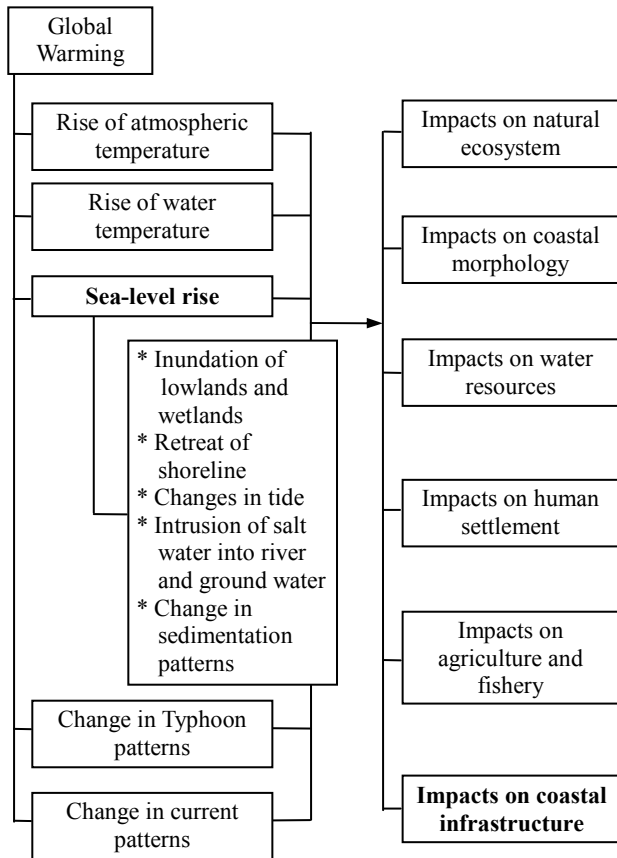 Global
Warming
Rise of atmospheric
temperature
Rise of water
temperature
Sea-level rise
* Inundation of
lowlands and
wetlands
* Retreat of
shoreline
* Changes in tide
* Intrusion of salt
water into river
and ground water
* Change in
sedimentation
patterns
Change in Typhoon
patterns
Change in current
patterns
Impacts on natural
ecosystem
Impacts on coastal
morphology
Impacts on water
resources
Impacts on human
settlement
Impacts on
agriculture and
fishery
Impacts on coastal
infrastructure